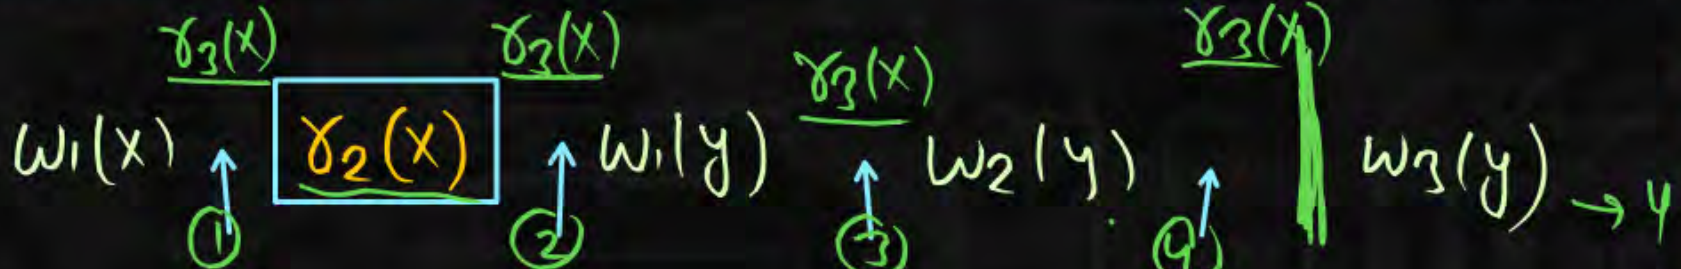 r3(x) r3(x) r3(x) r3(x)
w1(x) r2(x) w1(y) w2(y) w3(y) → 4
① ② ③ ④